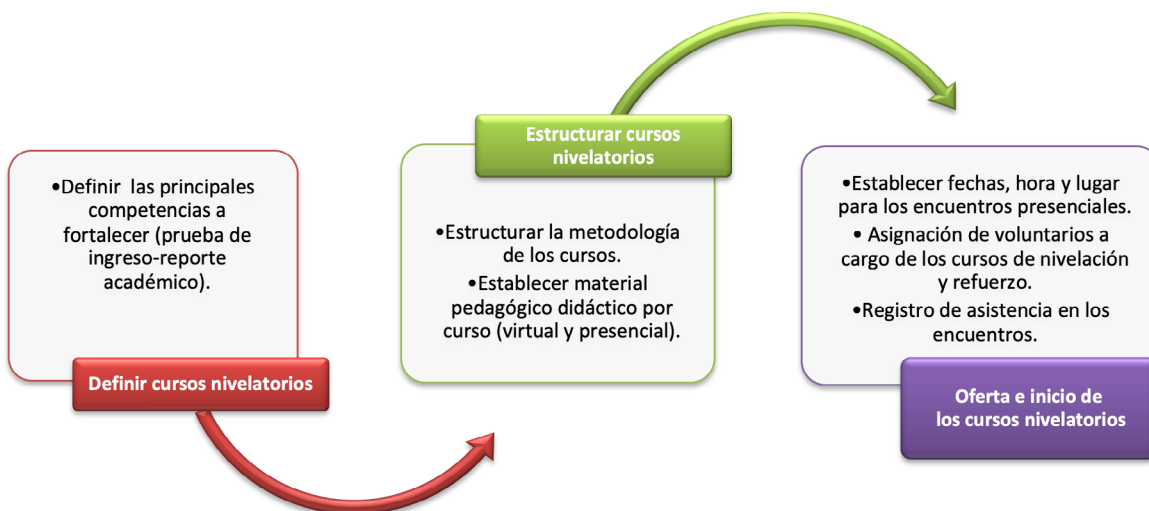 •Definir las principales
competencias a
fortalecer (prueba de
ingreso-reporte
académico).
Definir cursos nivelatorios
Estructurar cursos
nivelatorios
•Estructurar la metodología
de los cursos.
•Establecer material
pedagógico didáctico por
curso (virtual y presencial).
•Establecer fechas, hora y lugar
para los encuentros presenciales.
• Asignación de voluntarios a
cargo de los cursos de nivelación
y refuerzo.
•Registro de asistencia en los
encuentros.
Oferta e inicio de
los cursos nivelatorios